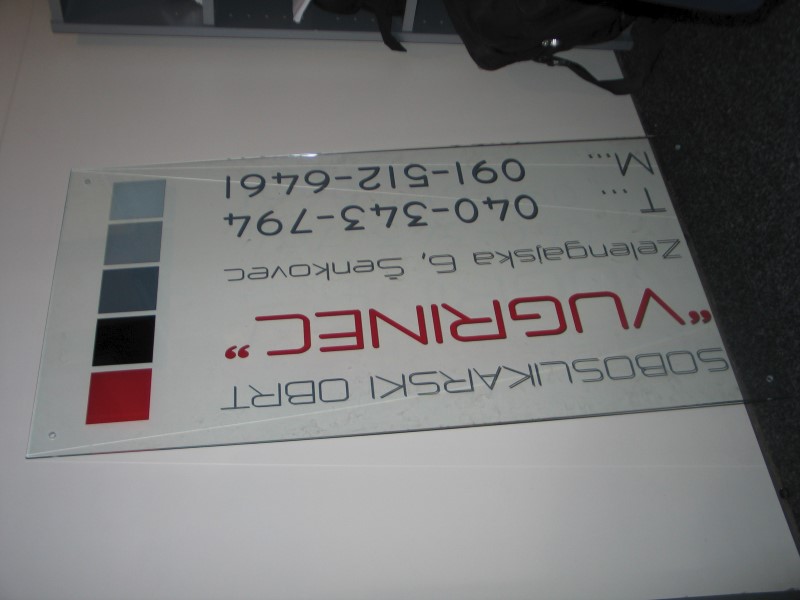 SOBOSLIKARSKI OBRT
“VUGRINEC”
Zelengajska 6, Šenkovec
T... 040-343-794
M... 091-512-6461